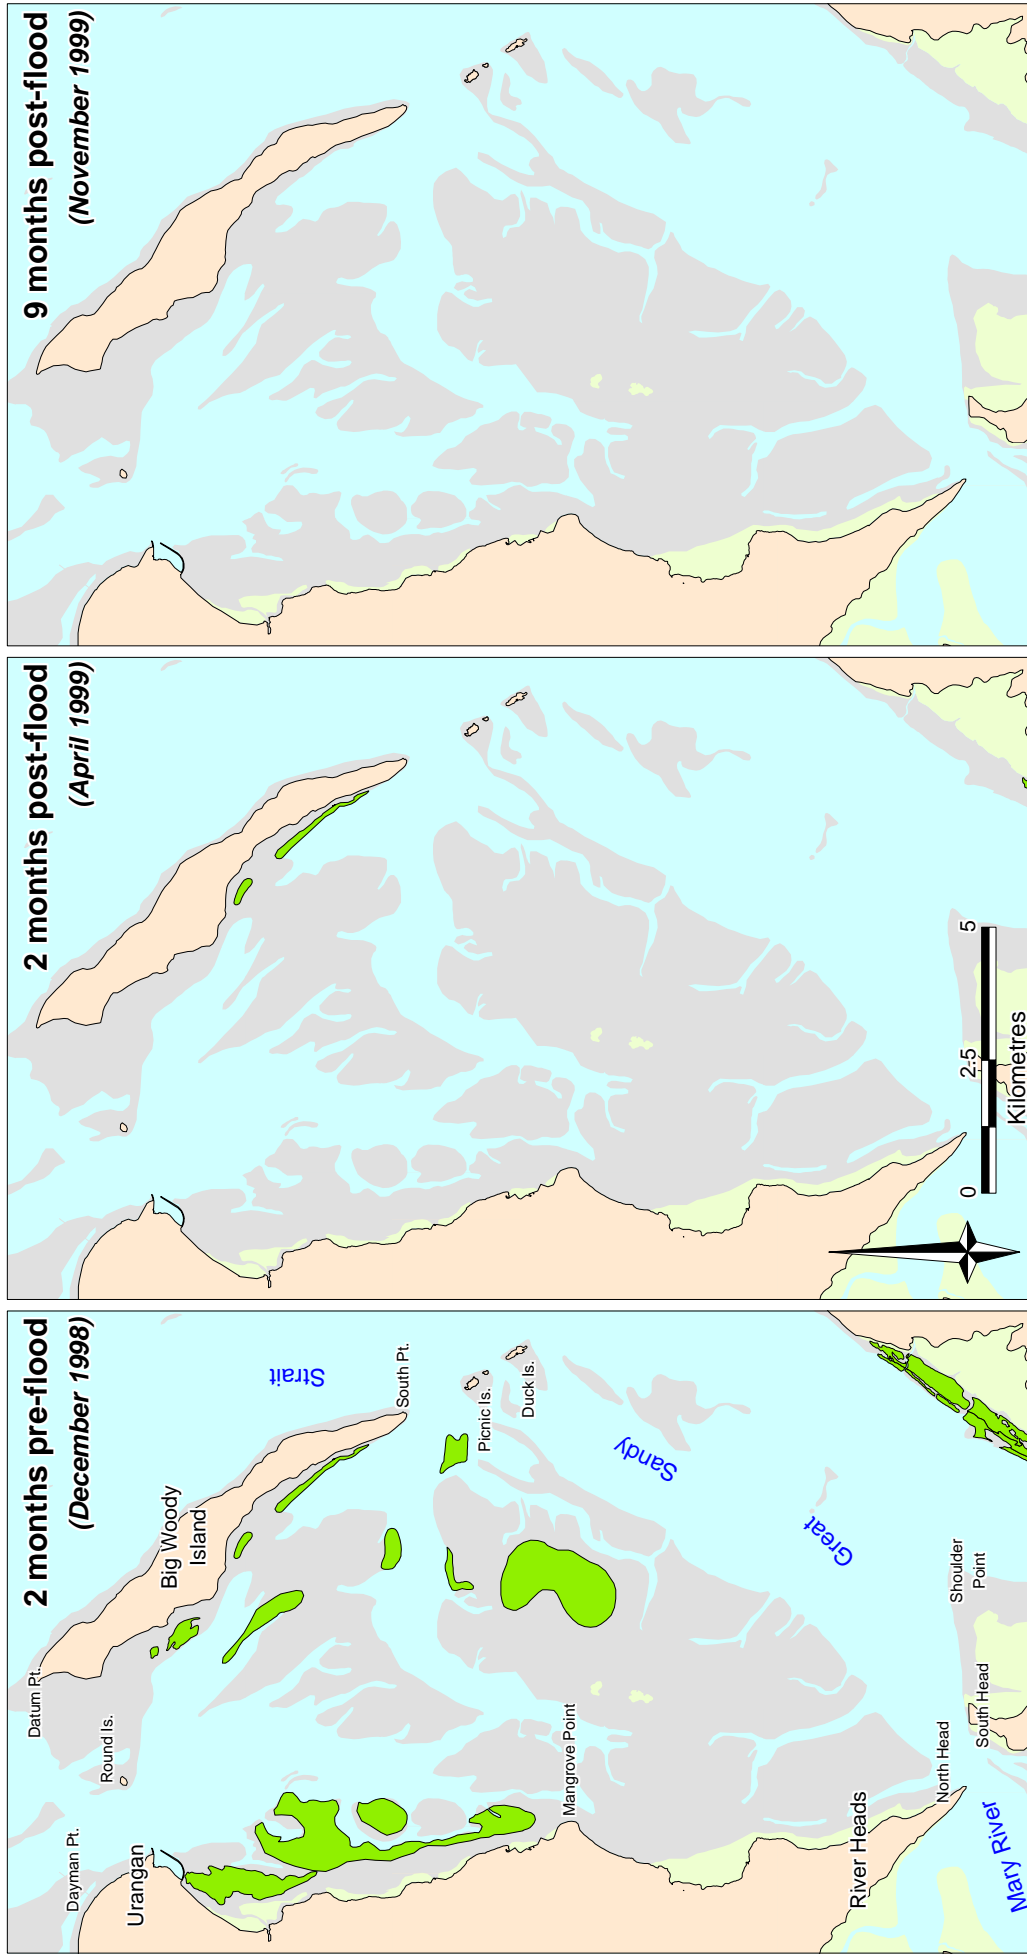 2 months pre-flood
(December 1998)
Datum Pt.
Round Is.
Dayman Pt.
Urangan
Big Woody
Island
Strait
South Pt.
Picnic Is.
Duck Is.
Sandy
Mangrove Point
Great
River Heads
North Head
Shoulder
Point
South Head
Mary River
2 months post-flood
(April 1999)
0
2.5
5
Kilometres
9 months post-flood
(November 1999)